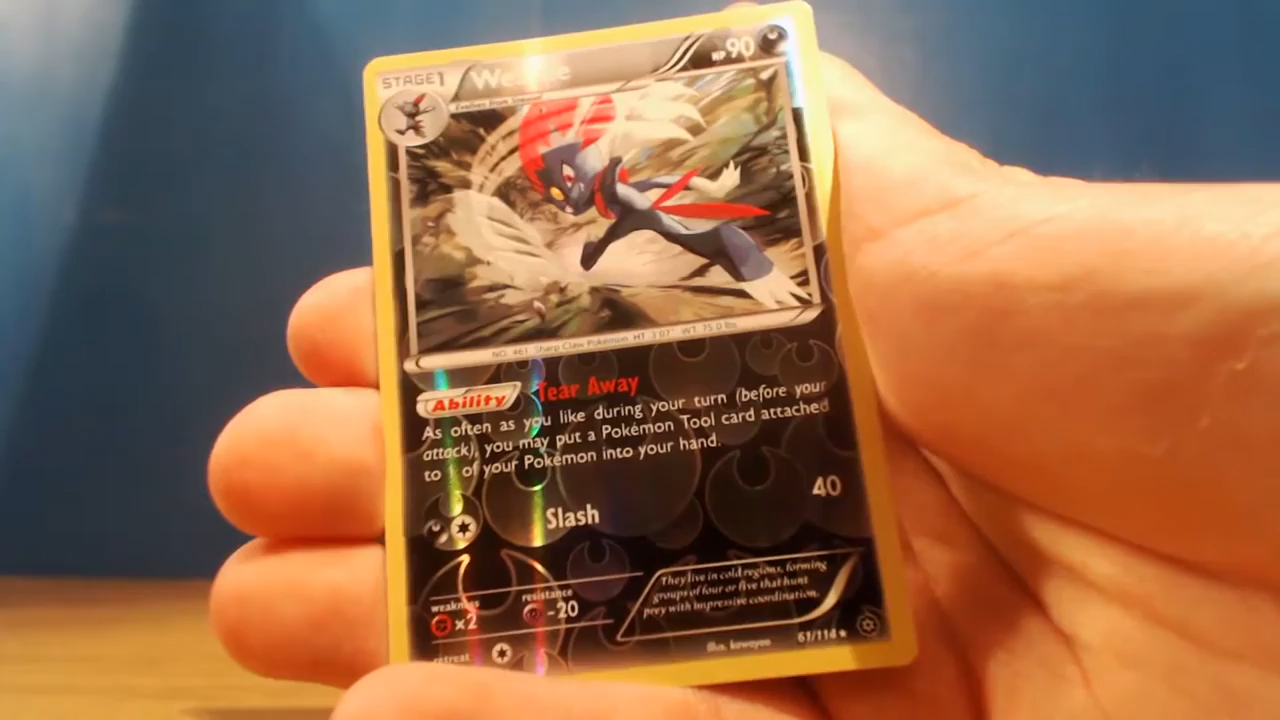 STAGE1
HP 90
Evolves from Sneasel
NO. 461 Sharp Claw Pokémon HT 3'07" WT. 75.0 lbs
Ability Tear Away
As often as you like during your turn (before your
attack), you may put a Pokémon Tool card attached
to 1 of your Pokémon into your hand.
Slash 40
weakness
×2
resistance
-20
They live in cold regions, forming
groups of four or five that hunt
prey with impressive coordination.
retreat
Illus. kawayoo
61/114